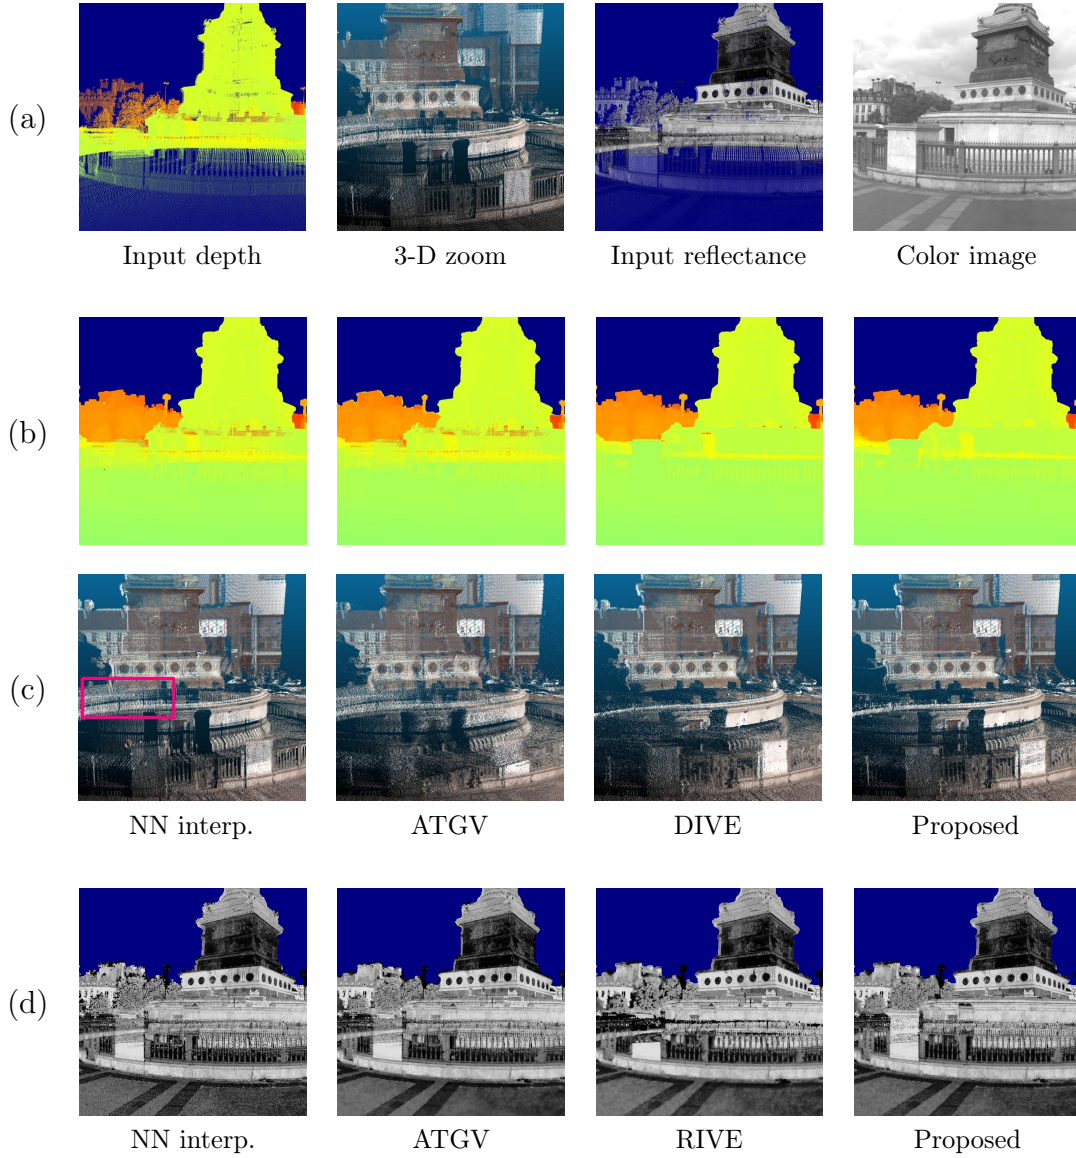 (a)
Input depth 3-D zoom Input reflectance Color image
(b)
(c)
NN interp. ATGV DIVE Proposed
(d)
NN interp. ATGV RIVE Proposed